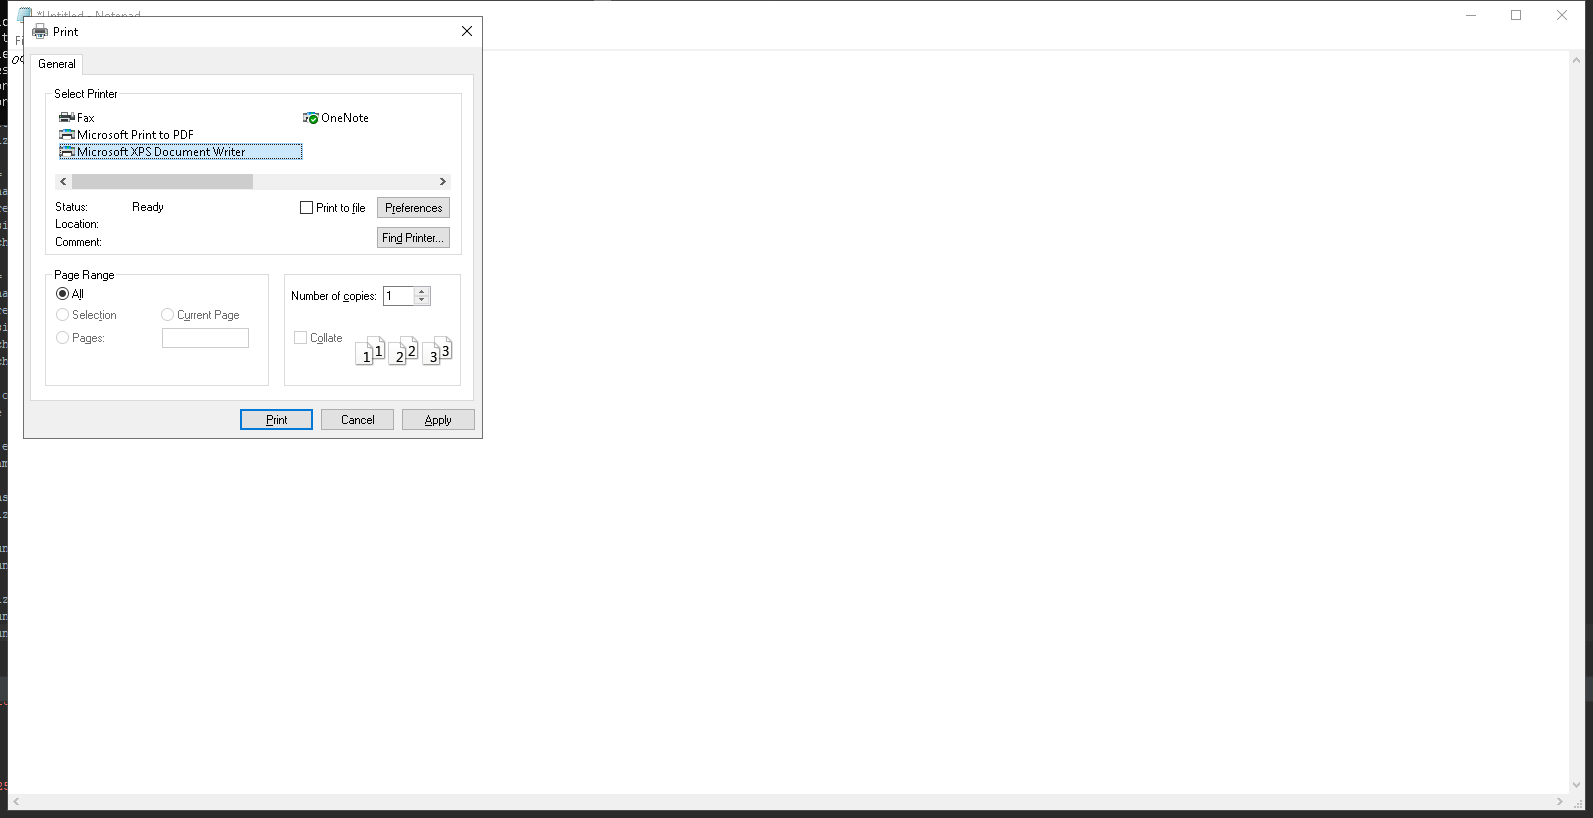 *Untitled - Notepad
Print
General
Select Printer
Fax
OneNote
Microsoft Print to PDF
Microsoft XPS Document Writer
Status: Ready
Print to file
Preferences
Location:
Comment:
Find Printer...
Page Range
All
Selection
Current Page
Pages:
Number of copies: 1
Collate
1 1 2 2 3 3
Print
Cancel
Apply